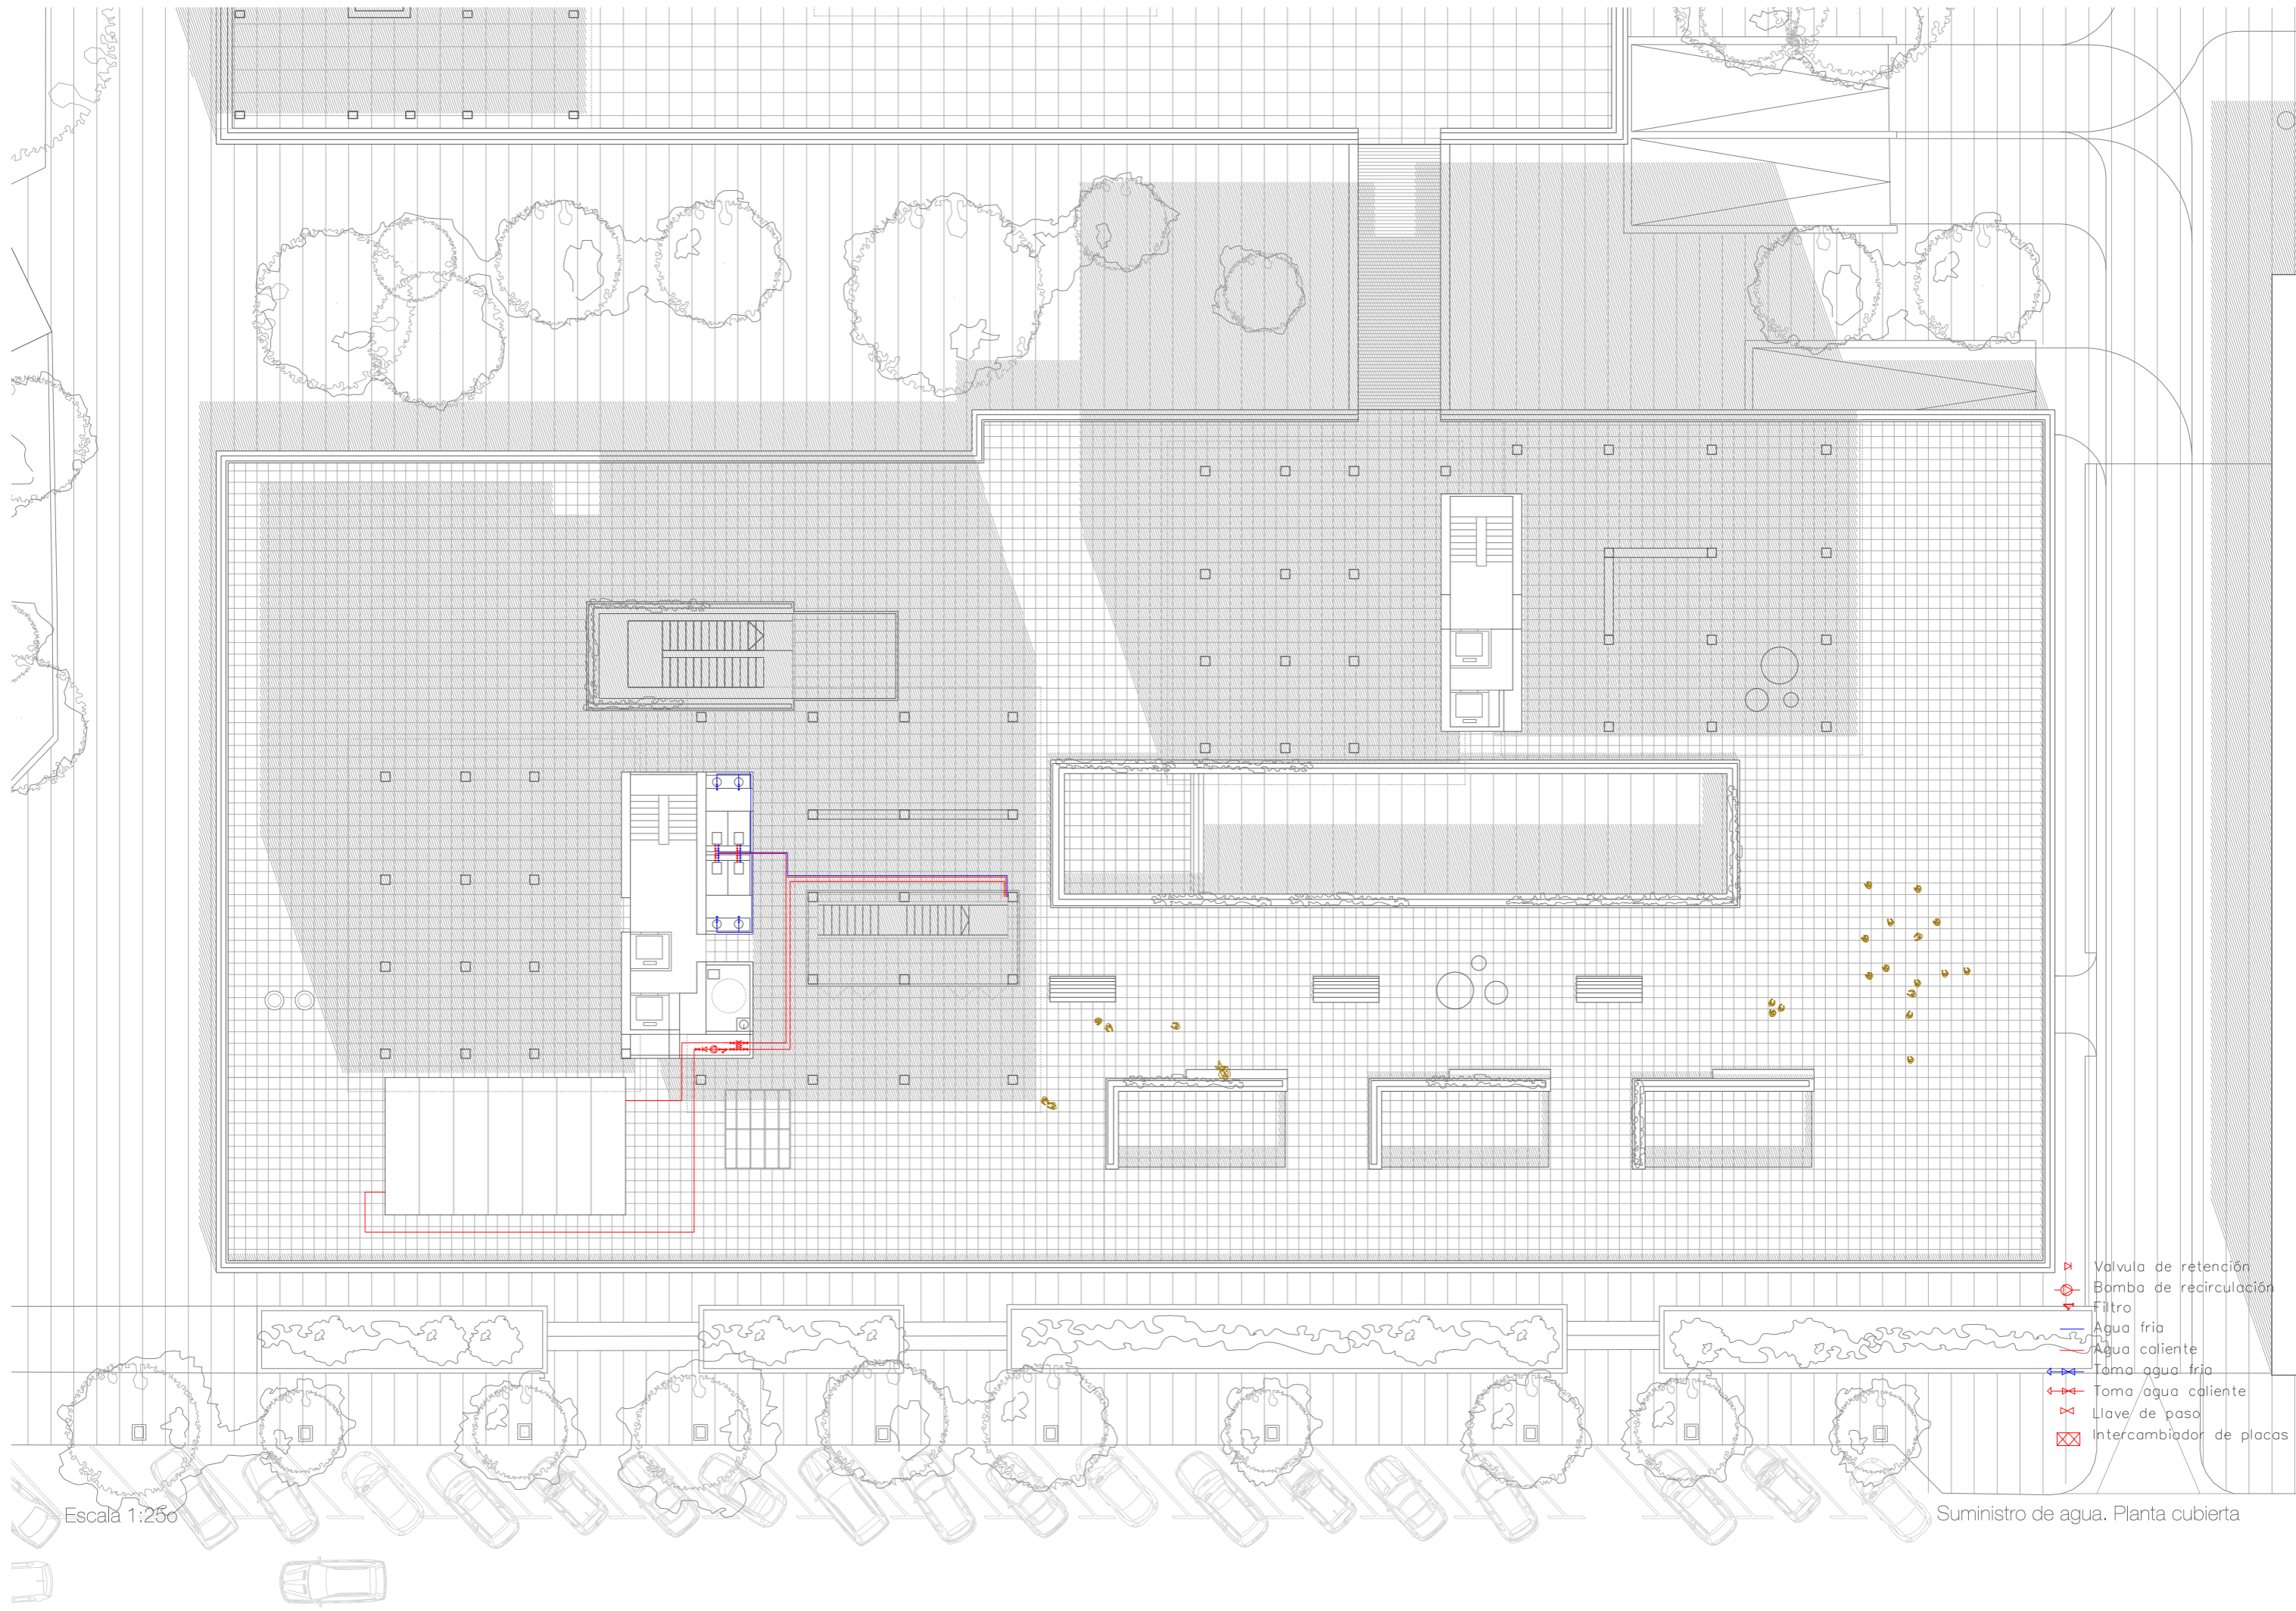 Valvula de retención
Bomba de recirculación
Filtro
Agua fria
Agua caliente
Toma agua fria
Toma agua caliente
Llave de paso
Intercambiador de placas
Escala 1:25o
Suministro de agua. Planta cubierta